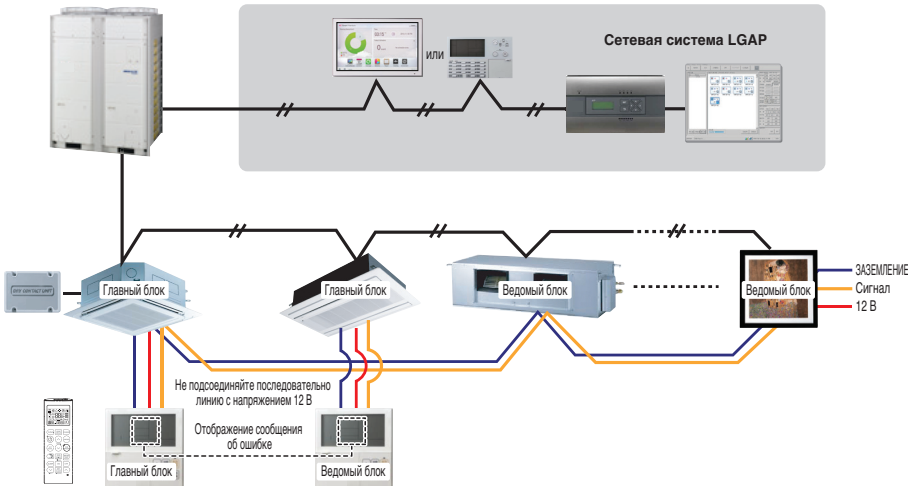 Сетевая система LGAP
или
Главный блок
Главный блок
Ведомый блок
Ведомый блок
ЗАЗЕМЛЕНИЕ
Сигнал
12 В
Не подсоединяйте последовательно
линию с напряжением 12 В
Отображение сообщения
об ошибке
Главный блок
Ведомый блок